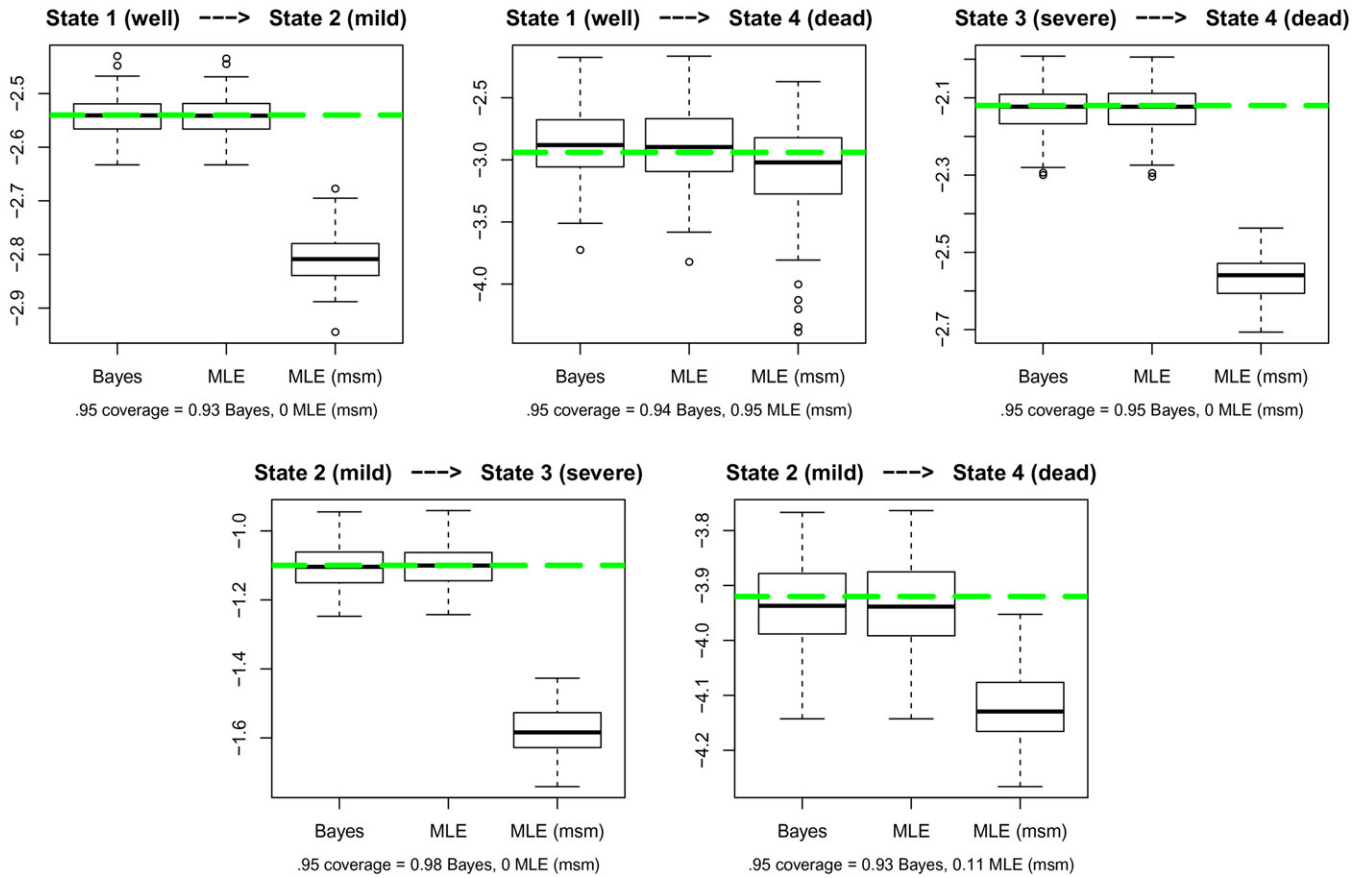 State 1 (well) ---> State 2 (mild)
-2.5
-2.6
-2.7
-2.8
-2.9
Bayes MLE MLE (msm)
.95 coverage = 0.93 Bayes, 0 MLE (msm)
State 1 (well) ---> State 4 (dead)
-2.5
-3.0
-3.5
-4.0
Bayes MLE MLE (msm)
.95 coverage = 0.94 Bayes, 0.95 MLE (msm)
State 3 (severe) ---> State 4 (dead)
-2.1
-2.3
-2.5
-2.7
Bayes MLE MLE (msm)
.95 coverage = 0.95 Bayes, 0 MLE (msm)
State 2 (mild) ---> State 3 (severe)
-1.0
-1.2
-1.4
-1.6
Bayes MLE MLE (msm)
.95 coverage = 0.98 Bayes, 0 MLE (msm)
State 2 (mild) ---> State 4 (dead)
-3.8
-3.9
-4.0
-4.1
-4.2
Bayes MLE MLE (msm)
.95 coverage = 0.93 Bayes, 0.11 MLE (msm)